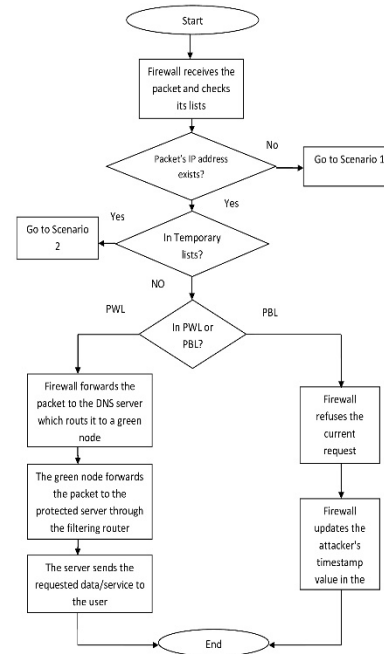 Start
Firewall receives the
packet and checks
its lists
Packet's IP address
exists?
No
Go to Scenario 1
Yes
In Temporary
lists?
Yes
Go to Scenario
2
NO
In PWL or
PBL?
PWL
PBL
Firewall forwards the
packet to the DNS server
which routs it to a green
node
The green node forwards
the packet to the
protected server through
the filtering router
The server sends the
requested data/service to
the user
Firewall
refuses the
current
request
Firewall
updates the
attacker's
timestamp
value in the
End